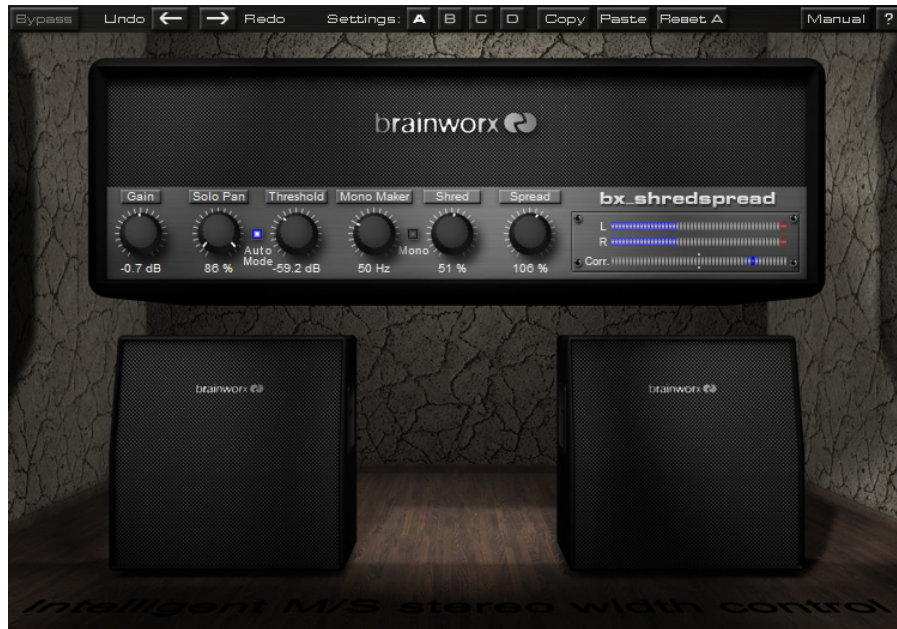 Bypass Undo ← → Redo Settings: A B C D Copy Paste Reset A Manual ?
brainworx
Gain Solo Pan Threshold Mono Maker Shred Spread bx_shredspread
L
R
Auto Mode Mono Corr.
-0.7 dB 86 % -59.2 dB 50 Hz 51 % 106 %
brainworx brainworx
Intelligent M/S stereo width control